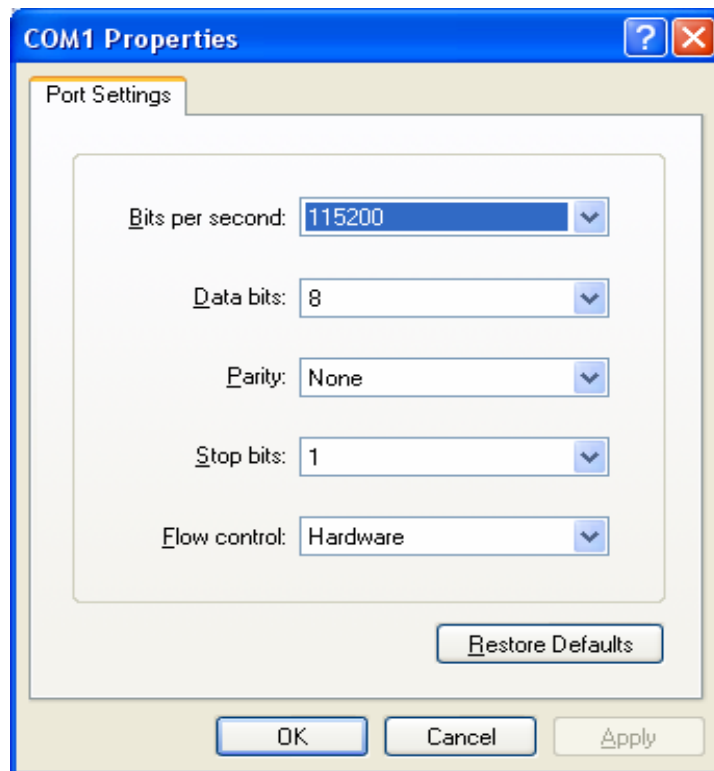 COM1 Properties
Port Settings
Bits per second: 115200
Data bits: 8
Parity: None
Stop bits: 1
Flow control: Hardware
Restore Defaults
OK Cancel Apply